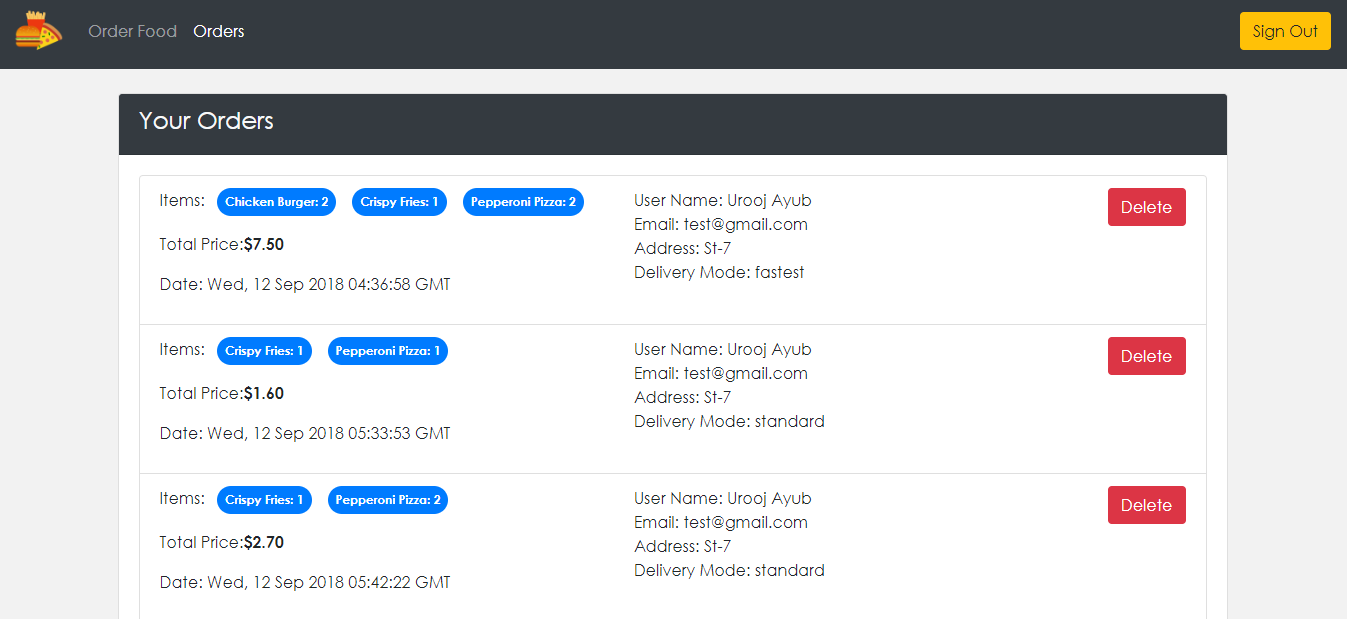 Order Food Orders Sign Out
Your Orders
Items: Chicken Burger: 2 Crispy Fries: 1 Pepperoni Pizza: 2
Total Price:$7.50
Date: Wed, 12 Sep 2018 04:36:58 GMT
User Name: Urooj Ayub
Email: test@gmail.com
Address: St-7
Delivery Mode: fastest
Delete
Items: Crispy Fries: 1 Pepperoni Pizza: 1
Total Price:$1.60
Date: Wed, 12 Sep 2018 05:33:53 GMT
User Name: Urooj Ayub
Email: test@gmail.com
Address: St-7
Delivery Mode: standard
Delete
Items: Crispy Fries: 1 Pepperoni Pizza: 2
Total Price:$2.70
Date: Wed, 12 Sep 2018 05:42:22 GMT
User Name: Urooj Ayub
Email: test@gmail.com
Address: St-7
Delivery Mode: standard
Delete